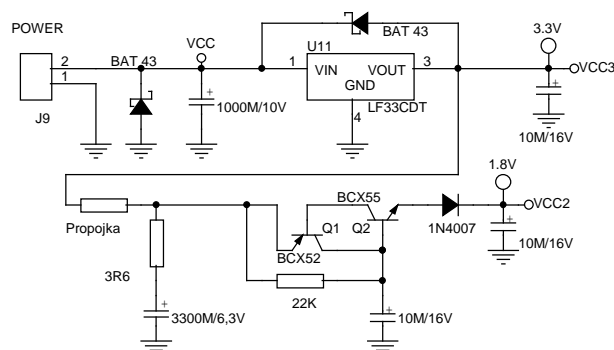 POWER
J9
2
1
BAT 43
VCC
1000M/10V
BAT 43
U11
1
VIN
VOUT
3
GND
4
LF33CDT
3.3V
VCC3
10M/16V
1.8V
VCC2
10M/16V
Propojka
3R6
3300M/6,3V
BCX55
Q1
Q2
BCX52
22K
1N4007
10M/16V